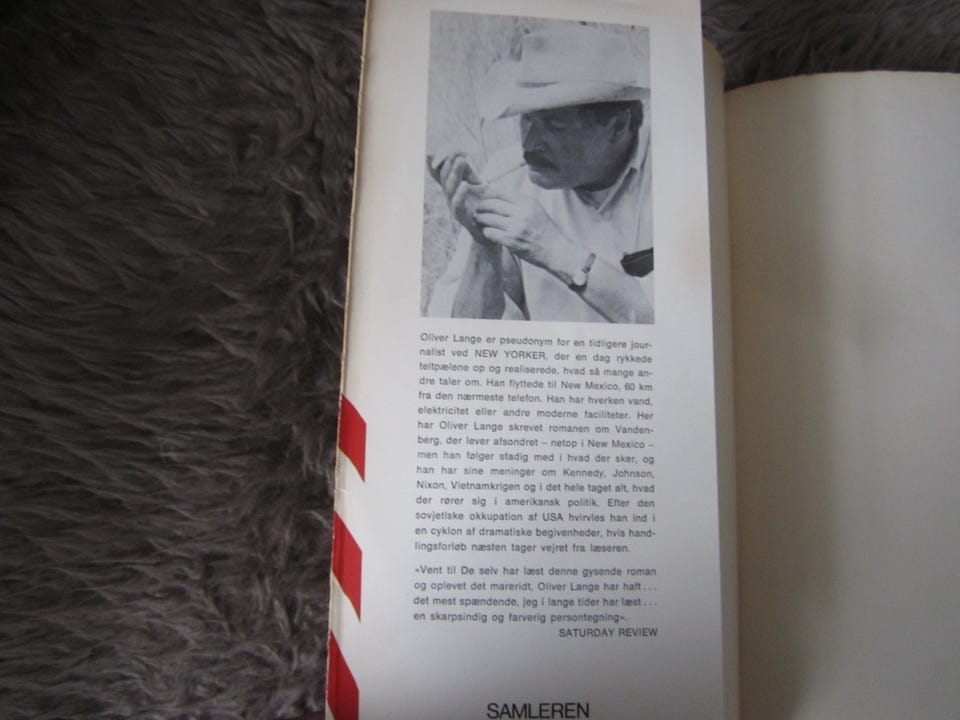 Oliver Lange er pseudonym for en tidligere jour-
nalist ved NEW YORKER, der en dag rykkede
teltpælene op og realiserede, hvad så mange an-
dre taler om. Han flyttede til New Mexico, 60 km
fra den nærmeste telefon. Han har hverken vand,
elektricitet eller andre moderne faciliteter. Her
har Oliver Lange skrevet romanen om Vanden-
berg, der lever afsondret – netop i New Mexico –
men han følger stadig med i hvad der sker, og
han har sine meninger om Kennedy, Johnson,
Nixon, Vietnamkrigen og i det hele taget alt, hvad
der rører sig i amerikansk politik. Efter den
sovjetiske okkupation af USA hvirvles han ind i
en cyklon af dramatiske begivenheder, hvis hand-
lingsforløb næsten tager vejret fra læseren.
»Vent til De selv har læst denne gysende roman
og oplevet det mareridt, Oliver Lange har haft...
det mest spændende, jeg i lange tider har læst...
en skarpsindig og farverig persontegning«.
SATURDAY REVIEW
SAMLEREN